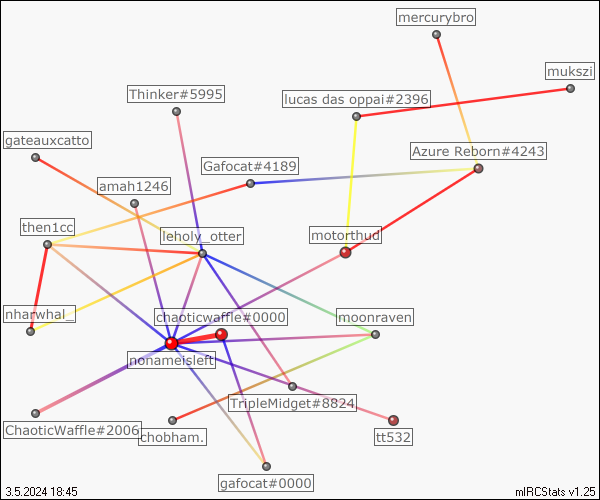 mercurybro
mukszi
Thinker#5995
lucas das oppai#2396
gateauxcatto
Azure Reborn#4243
Gafocat#4189
amah1246
then1cc
leholy_otter
motorthud
nharwhal_
chaoticwaffle#0000
moonraven
nonameisleft
TripleMidget#8824
ChaoticWaffle#2006
chobham.
tt532
gafocat#0000
3.5.2024 18:45
mIRCStats v1.25